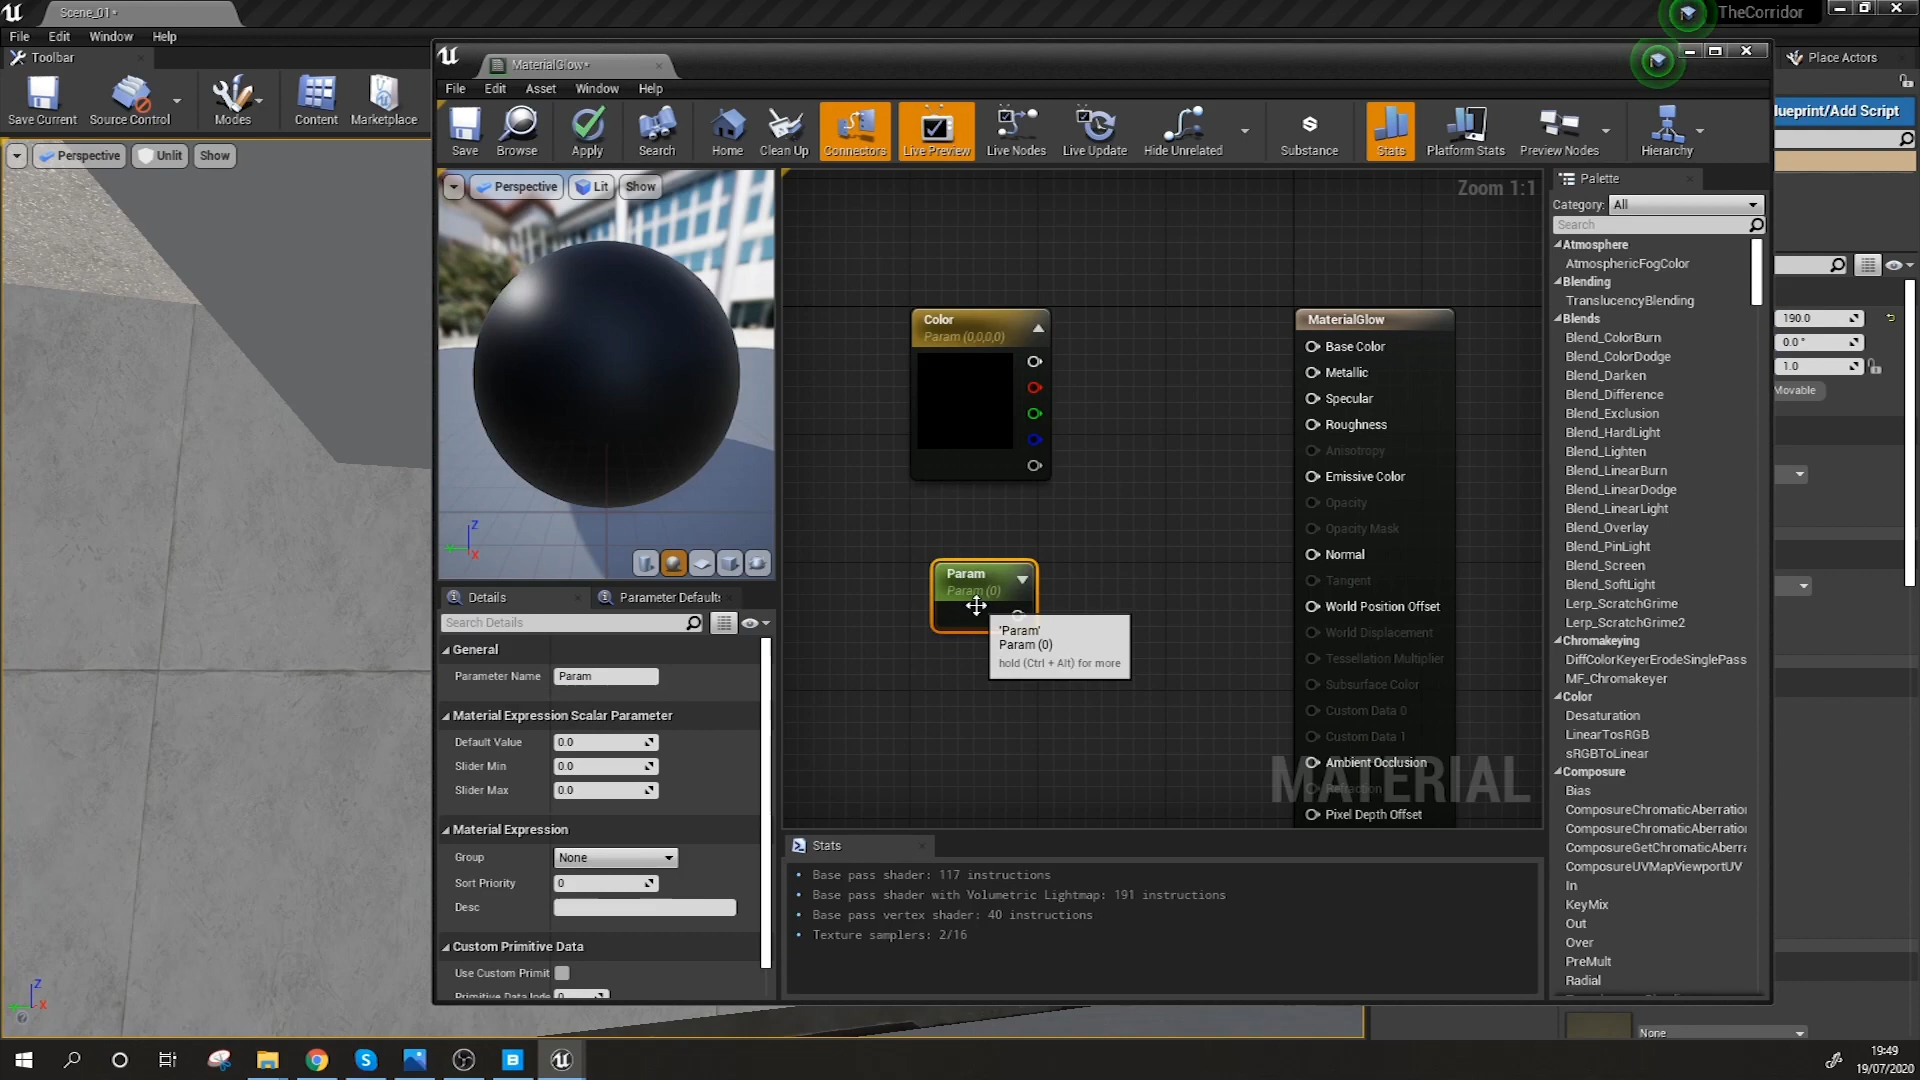 Scene_01*
TheCorridor
File Edit Window Help
Toolbar
Save Current
Source Control
Modes
Content
Marketplace
Perspective
Unlit
Show
MaterialGlow*
File Edit Asset Window Help
Save
Browse
Apply
Search
Home
Clean Up
Connectors
Live Preview
Live Nodes
Live Update
Hide Unrelated
Substance
Stats
Platform Stats
Preview Nodes
Hierarchy
Perspective
Lit
Show
Z
X
Zoom 1:1
Color
Param (0,0,0,0)
Param
Param (0)
'Param'
Param (0)
hold (Ctrl + Alt) for more
MaterialGlow
Base Color
Metallic
Specular
Roughness
Anisotropy
Emissive Color
Opacity
Opacity Mask
Normal
Tangent
World Position Offset
World Displacement
Tessellation Multiplier
Subsurface Color
Custom Data 0
Custom Data 1
Ambient Occlusion
Refraction
Pixel Depth Offset
MATERIAL
Details
Parameter Default
Search Details
General
Parameter Name Param
Material Expression Scalar Parameter
Default Value 0.0
Slider Min 0.0
Slider Max 0.0
Material Expression
Group None
Sort Priority 0
Desc
Custom Primitive Data
Use Custom Primit
Stats
Base pass shader: 117 instructions
Base pass shader with Volumetric Lightmap: 191 instructions
Base pass vertex shader: 40 instructions
Texture samplers: 2/16
Palette
Category: All
Search
Atmosphere
AtmosphericFogColor
Blending
TranslucencyBlending
Blends
Blend_ColorBurn
Blend_ColorDodge
Blend_Darken
Blend_Difference
Blend_Exclusion
Blend_HardLight
Blend_Lighten
Blend_LinearBurn
Blend_LinearDodge
Blend_LinearLight
Blend_Overlay
Blend_PinLight
Blend_Screen
Blend_SoftLight
Lerp_ScratchGrime
Lerp_ScratchGrime2
Chromakeying
DiffColorKeyerErodeSinglePass
MF_Chromakeyer
Color
Desaturation
LinearTosRGB
sRGBToLinear
Composure
Bias
ComposureChromaticAberration
ComposureChromaticAberration
ComposureGetChromaticAberra
ComposureUVMapViewportUV
In
KeyMix
Out
Over
PreMult
Radial
Place Actors
lueprint/Add Script
190.0
0.0 °
1.0
Movable
None
Z
X
19:49
19/07/2020